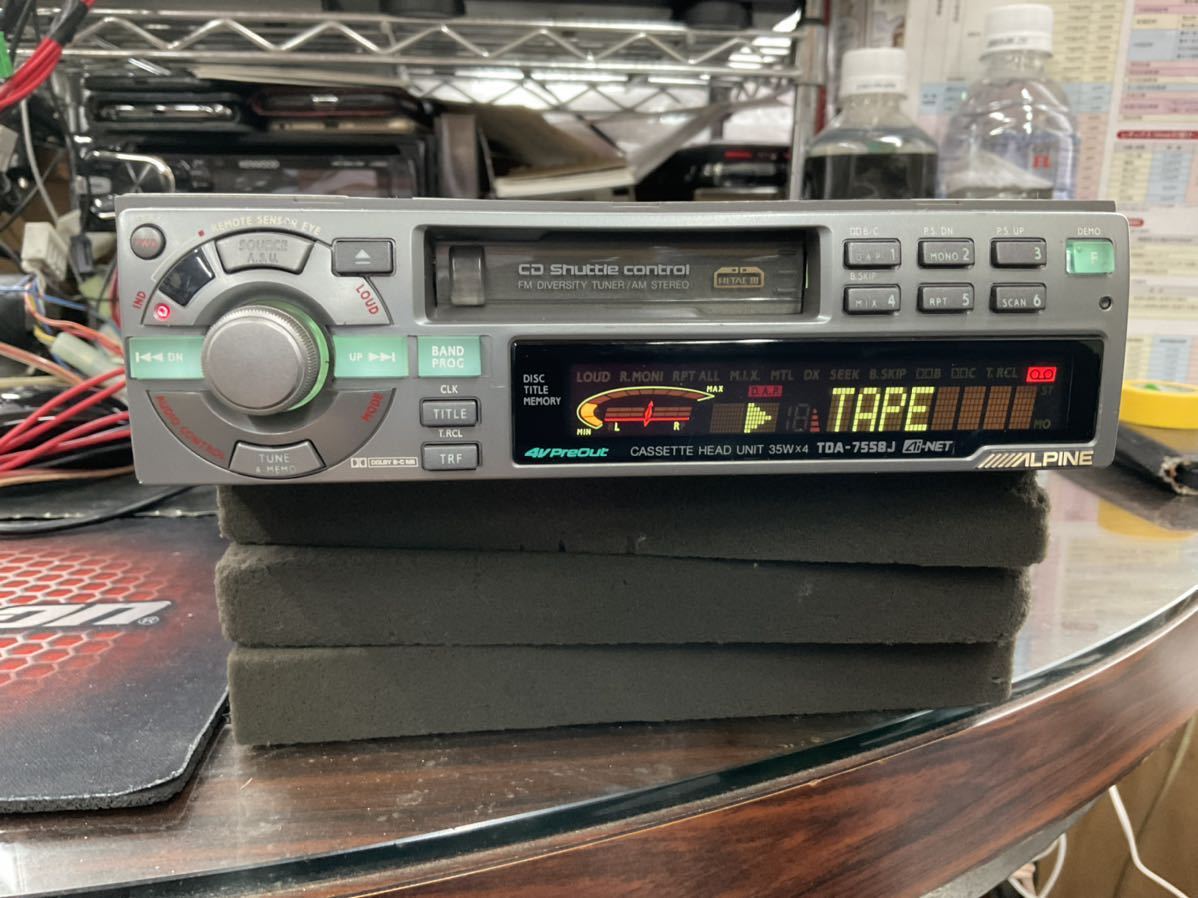 KENWOOD
REMOTE SENSOR EYE
PWR
SOURCE
A.S.U.
IND
LOUD
DN
UP
BAND
PROG
CLK
TITLE
T.RCL
TRF
AUDIO CONTROL
MODE
TUNE
& MEMO
DOLBY B-C NR
CD Shuttle control
FM DIVERSITY TUNER/AM STEREO
B/C
P.S. DN
P.S. UP
DEMO
D A P 1
MONO 2
3
F
B.SKIP
MIX 4
RPT 5
SCAN 6
DISC
TITLE
MEMORY
LOUD R.MONI RPT ALL M.I.X. MTL DX SEEK B.SKIP B C T.RCL
MAX
D.A.P.
ST
TAPE
MIN
L
R
MO
4V PreOut
CASSETTE HEAD UNIT 35W×4 TDA-7558J Ai-NET
ALPINE
on®